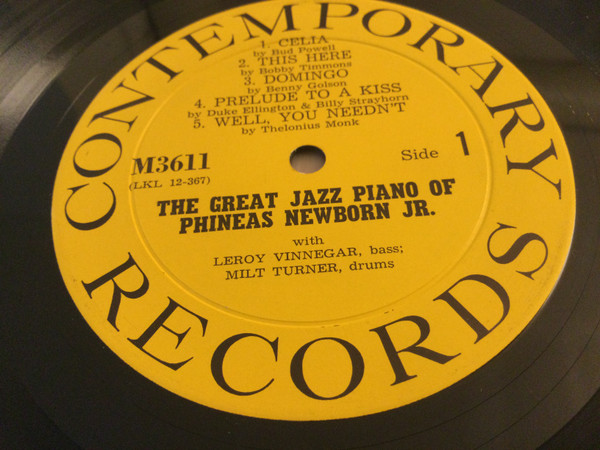 CONTEMPORARY
1. CELIA
by Bud Powell
2. THIS HERE
by Bobby Timmons
3. DOMINGO
by Benny Golson
4. PRELUDE TO A KISS
by Duke Ellington & Billy Strayhorn
5. WELL, YOU NEEDN'T
by Thelonius Monk
M3611
(LKL 12-367)
Side 1
THE GREAT JAZZ PIANO OF
PHINEAS NEWBORN JR.
with
LEROY VINNEGAR, bass;
MILT TURNER, drums
RECORDS